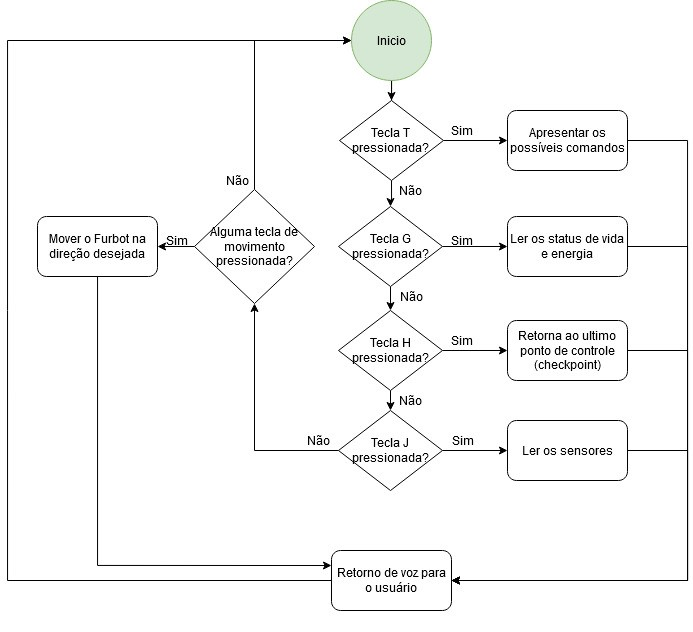 Inicio
Tecla T
pressionada?
Sim
Apresentar os
possíveis comandos
Não
Não
Tecla G
pressionada?
Sim
Ler os status de vida
e energia
Alguma tecla de
movimento
pressionada?
Sim
Mover o Furbot na
direção desejada
Não
Tecla H
pressionada?
Sim
Retorna ao ultimo
ponto de controle
(checkpoint)
Não
Tecla J
pressionada?
Sim
Ler os sensores
Não
Retorno de voz para
o usuário